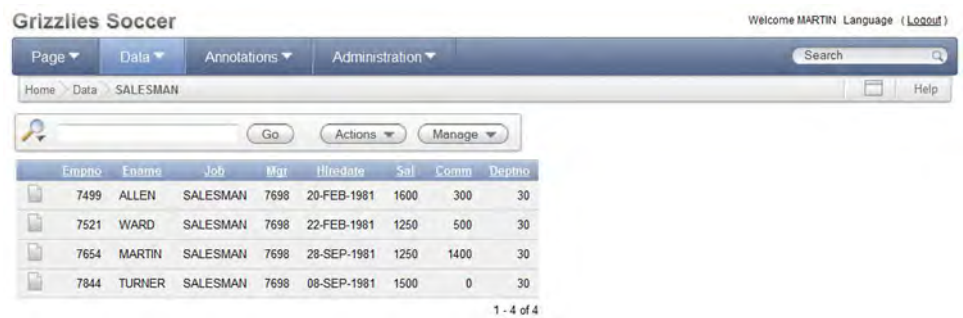 Grizzlies Soccer
Welcome MARTIN Language (Logout)
Page Data Annotations Administration Search
Home Data SALESMAN Help
Go Actions Manage
Empno Ename Job Mgr Hiredate Sal Comm Deptno
7499 ALLEN SALESMAN 7698 20-FEB-1981 1600 300 30
7521 WARD SALESMAN 7698 22-FEB-1981 1250 500 30
7654 MARTIN SALESMAN 7698 28-SEP-1981 1250 1400 30
7844 TURNER SALESMAN 7698 08-SEP-1981 1500 0 30
1 - 4 of 4